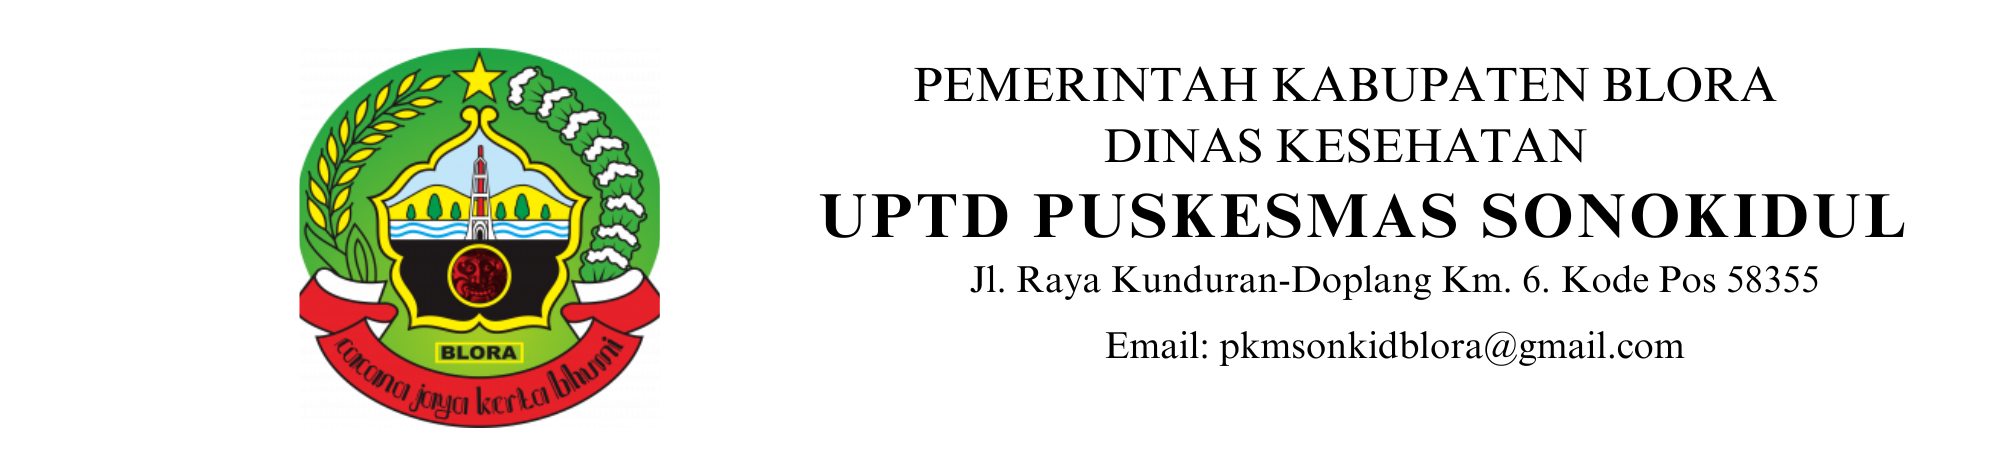 PEMERINTAH KABUPATEN BLORA
DINAS KESEHATAN
UPTD PUSKESMAS SONOKIDUL
Jl. Raya Kunduran-Doplang Km. 6. Kode Pos 58355
Email: pkmsonkidblora@gmail.com
BLORA
cacana jaya kerta bhumi